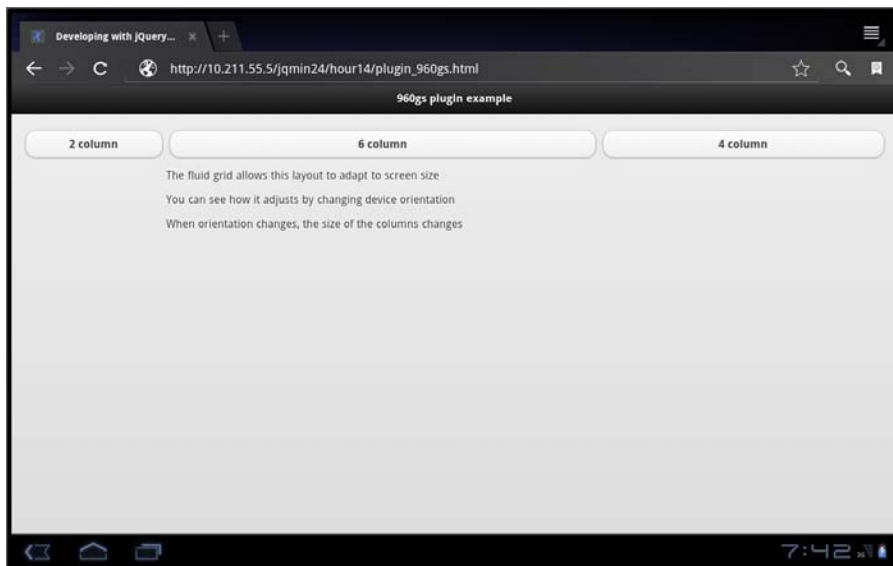 Developing with jQuery...
http://10.211.55.5/jqmin24/hour14/plugin_960gs.html
960gs plugin example
2 column
6 column
4 column
The fluid grid allows this layout to adapt to screen size
You can see how it adjusts by changing device orientation
When orientation changes, the size of the columns changes
7:42